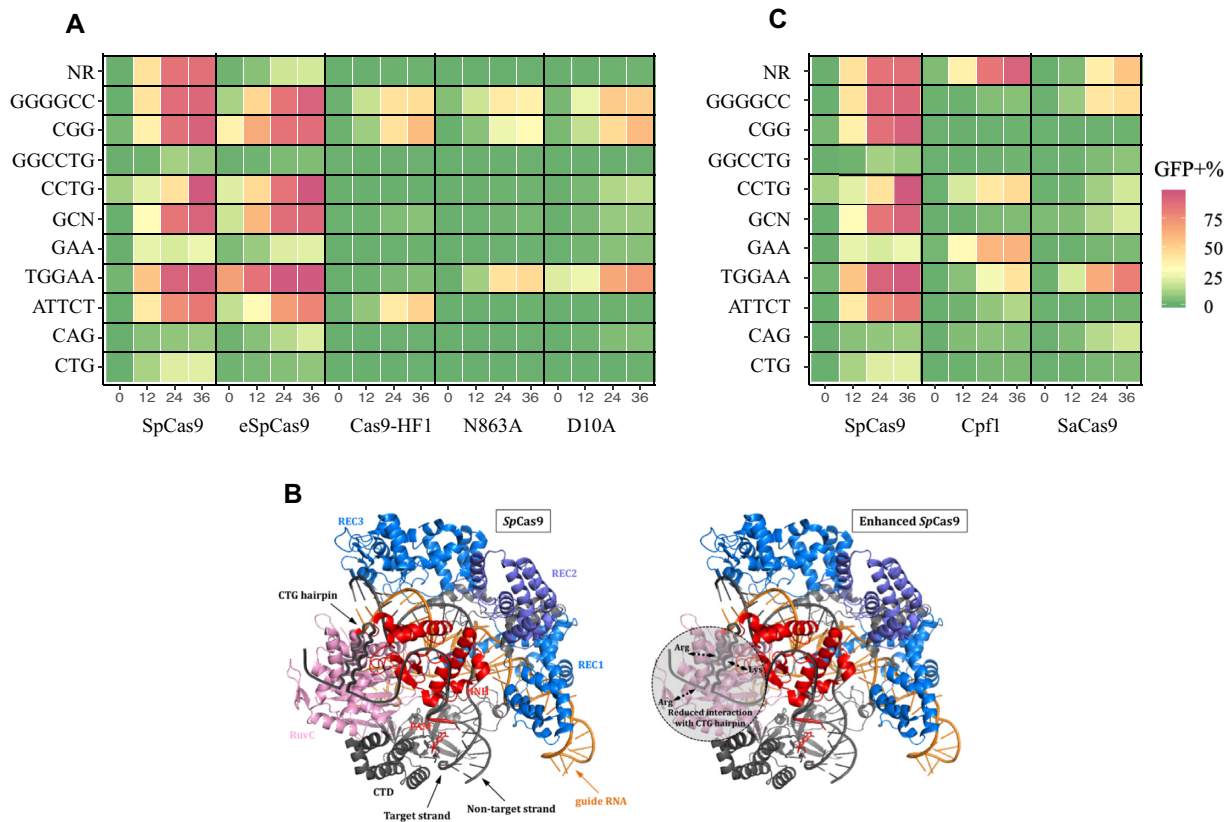 A
NR
GGGGCC
CGG
GGCCTG
CCTG
GCN
GAA
TGGAA
ATTCT
CAG
CTG
0 12 24 36 0 12 24 36 0 12 24 36 0 12 24 36 0 12 24 36
SpCas9 eSpCas9 Cas9-HF1 N863A D10A
C
NR
GGGGCC
CGG
GGCCTG
CCTG
GCN
GAA
TGGAA
ATTCT
CAG
CTG
0 12 24 36 0 12 24 36 0 12 24 36
SpCas9 Cpf1 SaCas9
GFP+%
75
50
25
0
B
SpCas9
REC3
REC2
CTG hairpin
REC1
HNH
RuvC
PAM
CTD
Target strand
Non-target strand
guide RNA
Enhanced SpCas9
Arg
Lys
Arg
Reduced interaction
with CTG hairpin